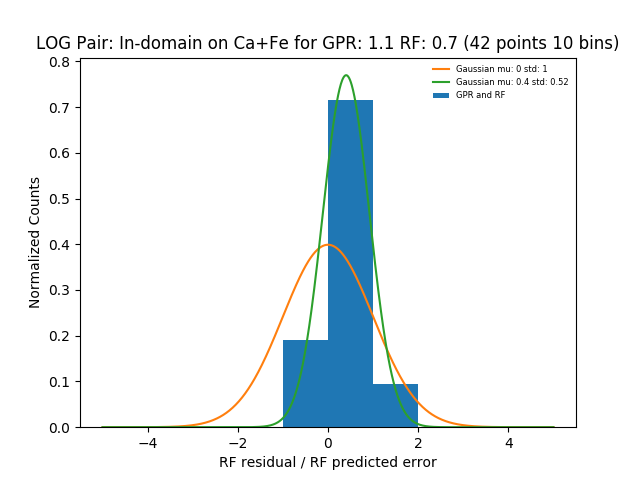 LOG Pair: In-domain on Ca+Fe for GPR: 1.1 RF: 0.7 (42 points 10 bins)
Gaussian mu: 0 std: 1
Gaussian mu: 0.4 std: 0.52
GPR and RF
Normalized Counts
0.8
0.7
0.6
0.5
0.4
0.3
0.2
0.1
0.0
−4 −2 0 2 4
RF residual / RF predicted error